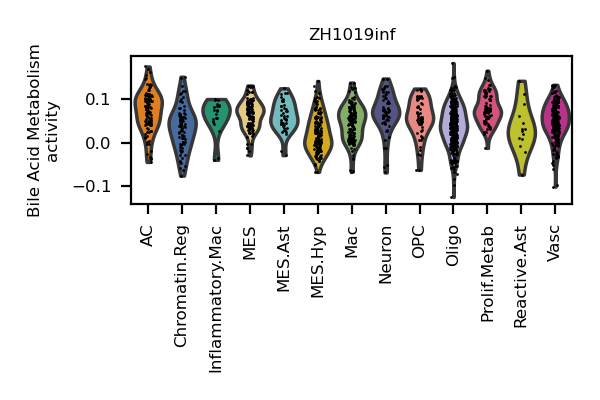 ZH1019inf
Bile Acid Metabolism
activity
0.1
0.0
−0.1
AC
Chromatin.Reg
Inflammatory.Mac
MES
MES.Ast
MES.Hyp
Mac
Neuron
OPC
Oligo
Prolif.Metab
Reactive.Ast
Vasc